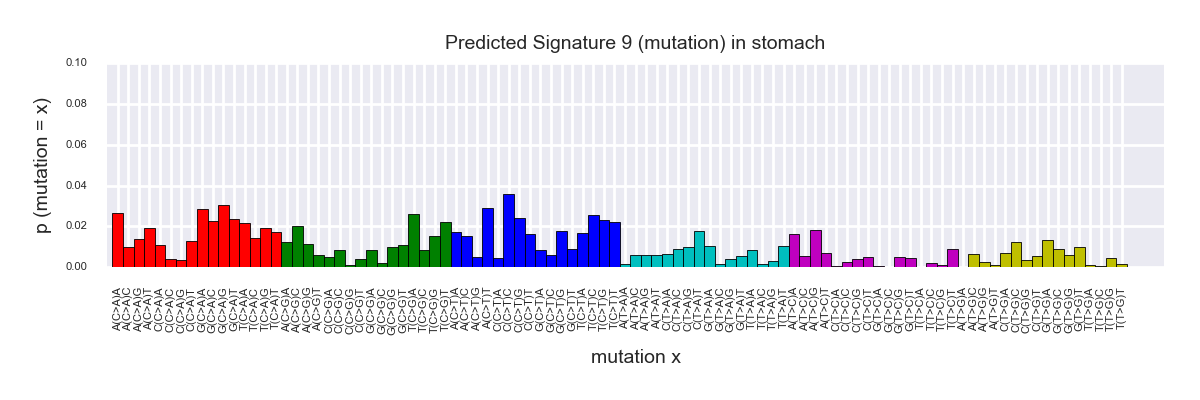 Predicted Signature 9 (mutation) in stomach
p (mutation = x)
0.10
0.08
0.06
0.04
0.02
0.00
A(C>A)A
A(C>A)C
A(C>A)G
A(C>A)T
C(C>A)A
C(C>A)C
C(C>A)G
C(C>A)T
G(C>A)A
G(C>A)C
G(C>A)G
G(C>A)T
T(C>A)A
T(C>A)C
T(C>A)G
T(C>A)T
A(C>G)A
A(C>G)C
A(C>G)G
A(C>G)T
C(C>G)A
C(C>G)C
C(C>G)G
C(C>G)T
G(C>G)A
G(C>G)C
G(C>G)G
G(C>G)T
T(C>G)A
T(C>G)C
T(C>G)G
T(C>G)T
A(C>T)A
A(C>T)C
A(C>T)G
A(C>T)T
C(C>T)A
C(C>T)C
C(C>T)G
C(C>T)T
G(C>T)A
G(C>T)C
G(C>T)G
G(C>T)T
T(C>T)A
T(C>T)C
T(C>T)G
T(C>T)T
A(T>A)A
A(T>A)C
A(T>A)G
A(T>A)T
C(T>A)A
C(T>A)C
C(T>A)G
C(T>A)T
G(T>A)A
G(T>A)C
G(T>A)G
G(T>A)T
T(T>A)A
T(T>A)C
T(T>A)G
T(T>A)T
A(T>C)A
A(T>C)C
A(T>C)G
A(T>C)T
C(T>C)A
C(T>C)C
C(T>C)G
C(T>C)T
G(T>C)A
G(T>C)C
G(T>C)G
G(T>C)T
T(T>C)A
T(T>C)C
T(T>C)G
T(T>C)T
A(T>G)A
A(T>G)C
A(T>G)G
A(T>G)T
C(T>G)A
C(T>G)C
C(T>G)G
C(T>G)T
G(T>G)A
G(T>G)C
G(T>G)G
G(T>G)T
T(T>G)A
T(T>G)C
T(T>G)G
T(T>G)T
mutation x